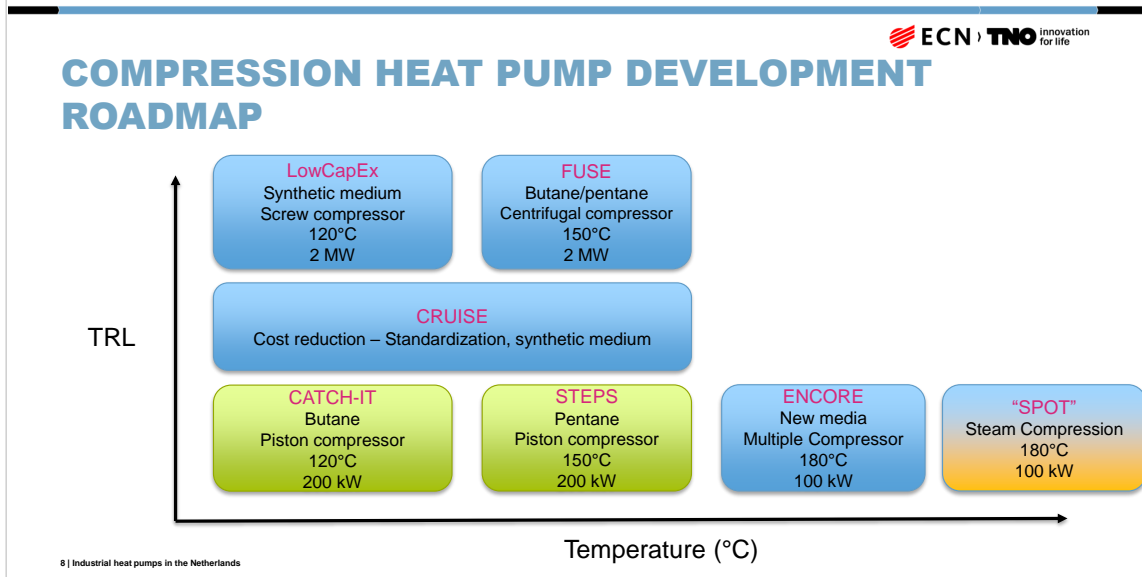 ECN › TNO innovation
for life
COMPRESSION HEAT PUMP DEVELOPMENT
ROADMAP
LowCapEx
Synthetic medium
Screw compressor
120°C
2 MW
FUSE
Butane/pentane
Centrifugal compressor
150°C
2 MW
TRL
CRUISE
Cost reduction – Standardization, synthetic medium
CATCH-IT
Butane
Piston compressor
120°C
200 kW
STEPS
Pentane
Piston compressor
150°C
200 kW
ENCORE
New media
Multiple Compressor
180°C
100 kW
“SPOT”
Steam Compression
180°C
100 kW
Temperature (°C)
8 | Industrial heat pumps in the Netherlands